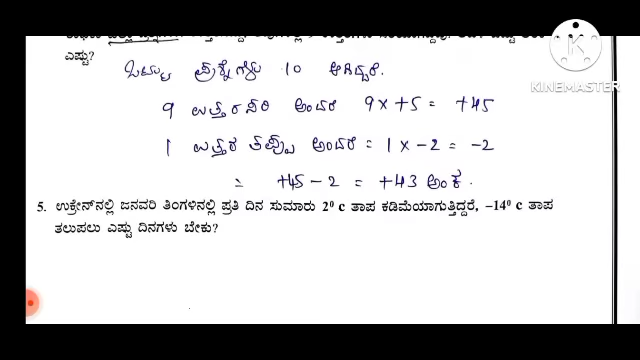 ಎಷ್ಟು?
ಒಟ್ಟು ಪ್ರಶ್ನೆಗಳು 10 ಆಗಿದ್ದರೆ.
9 ಉತ್ತರ ಸರಿ ಅಂದರೆ 9 x +5 = +45
1 ಉತ್ತರ ತಪ್ಪು ಅಂದರೆ = 1 x -2 = -2
= +45 - 2 = +43 ಅಂಕ.
5. ಉಕ್ರೇನ್‌ನಲ್ಲಿ ಜನವರಿ ತಿಂಗಳಿನಲ್ಲಿ ಪ್ರತಿ ದಿನ ಸುಮಾರು 2⁰ c ತಾಪ ಕಡಿಮೆಯಾಗುತ್ತಿದ್ದರೆ, –14⁰ c ತಾಪ
ತಲುಪಲು ಎಷ್ಟು ದಿನಗಳು ಬೇಕು?
KINEMASTER